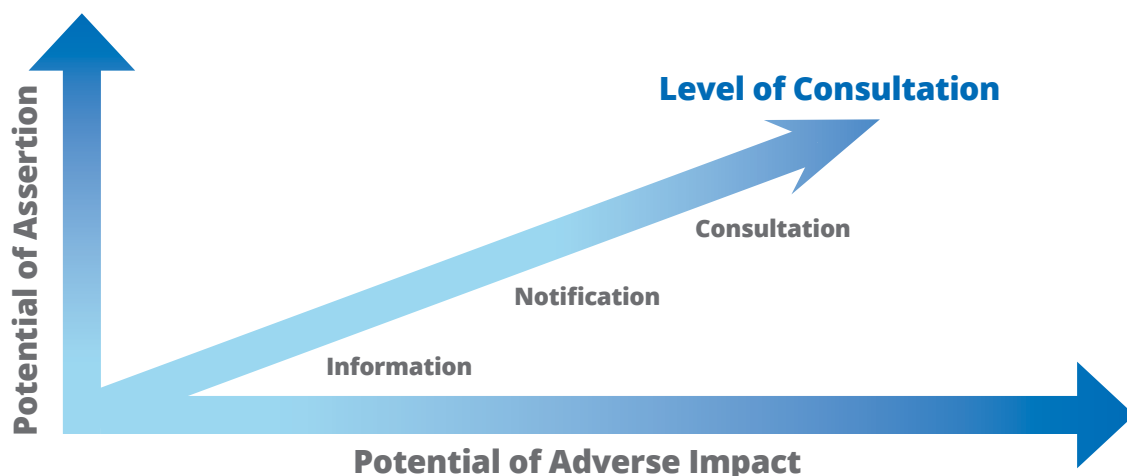 Level of Consultation
Potential of Assertion
Consultation
Notification
Information
Potential of Adverse Impact